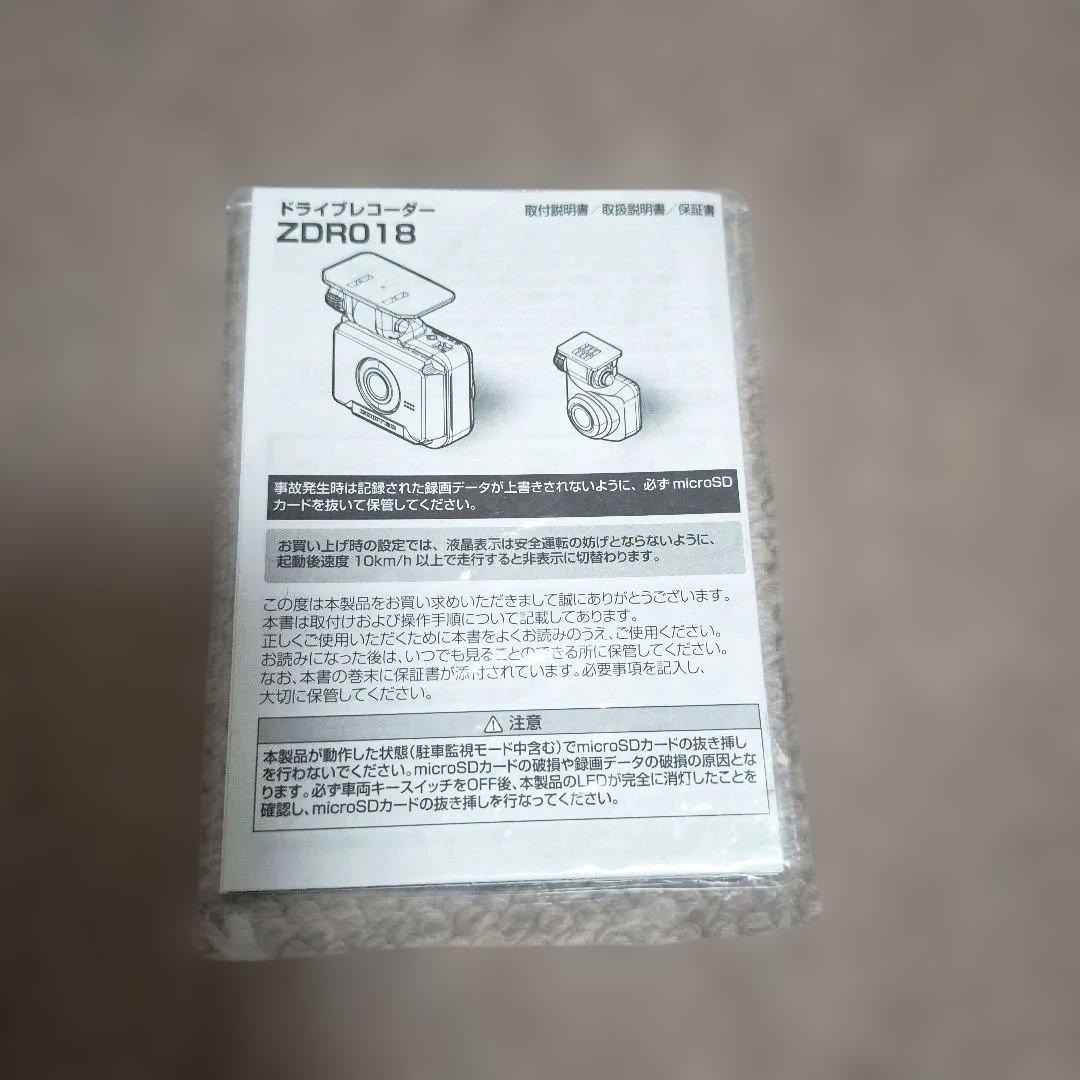 ドライブレコーダー
取付説明書／取扱説明書／保証書
ZDR018
事故発生時は記録された録画データが上書きされないように、必ずmicroSD
カードを抜いて保管してください。
お買い上げ時の設定では、液晶表示は安全運転の妨げとならないように、
起動後速度 10km/h 以上で走行すると非表示に切替わります。
この度は本製品をお買い求めいただきまして誠にありがとうございます。
本書は取付けおよび操作手順について記載してあります。
正しくご使用いただくために本書をよくお読みのうえ、ご使用ください。
お読みになった後は、いつでも見ることのできる所に保管してください。
なお、本書の巻末に保証書が添付されています。必要事項を記入し、
大切に保管してください。
注意
本製品が動作した状態（駐車監視モード中含む）でmicroSDカードの抜き挿し
を行わないでください。microSDカードの破損や録画データの破損の原因とな
ります。必ず車両キースイッチをOFF後、本製品のLEDが完全に消灯したことを
確認し、microSDカードの抜き挿しを行なってください。